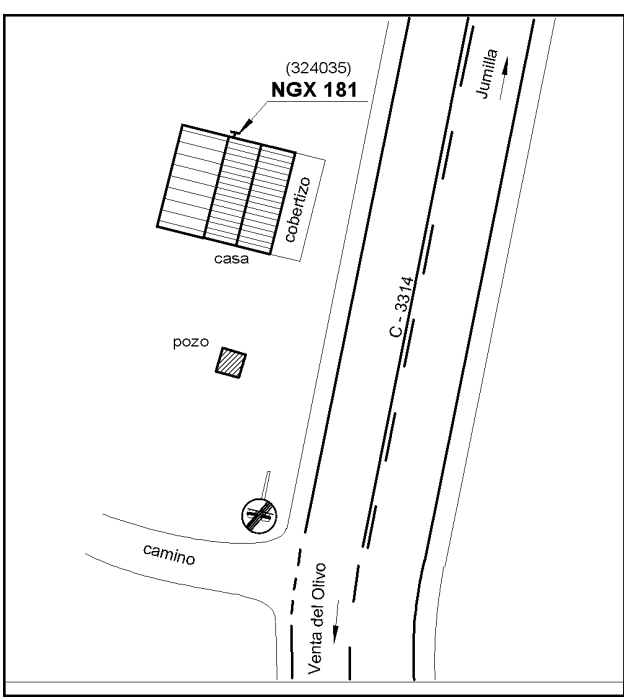 (324035)
NGX 181
Jumilla
cobertizo
casa
C - 3314
pozo
camino
Venta del Olivo